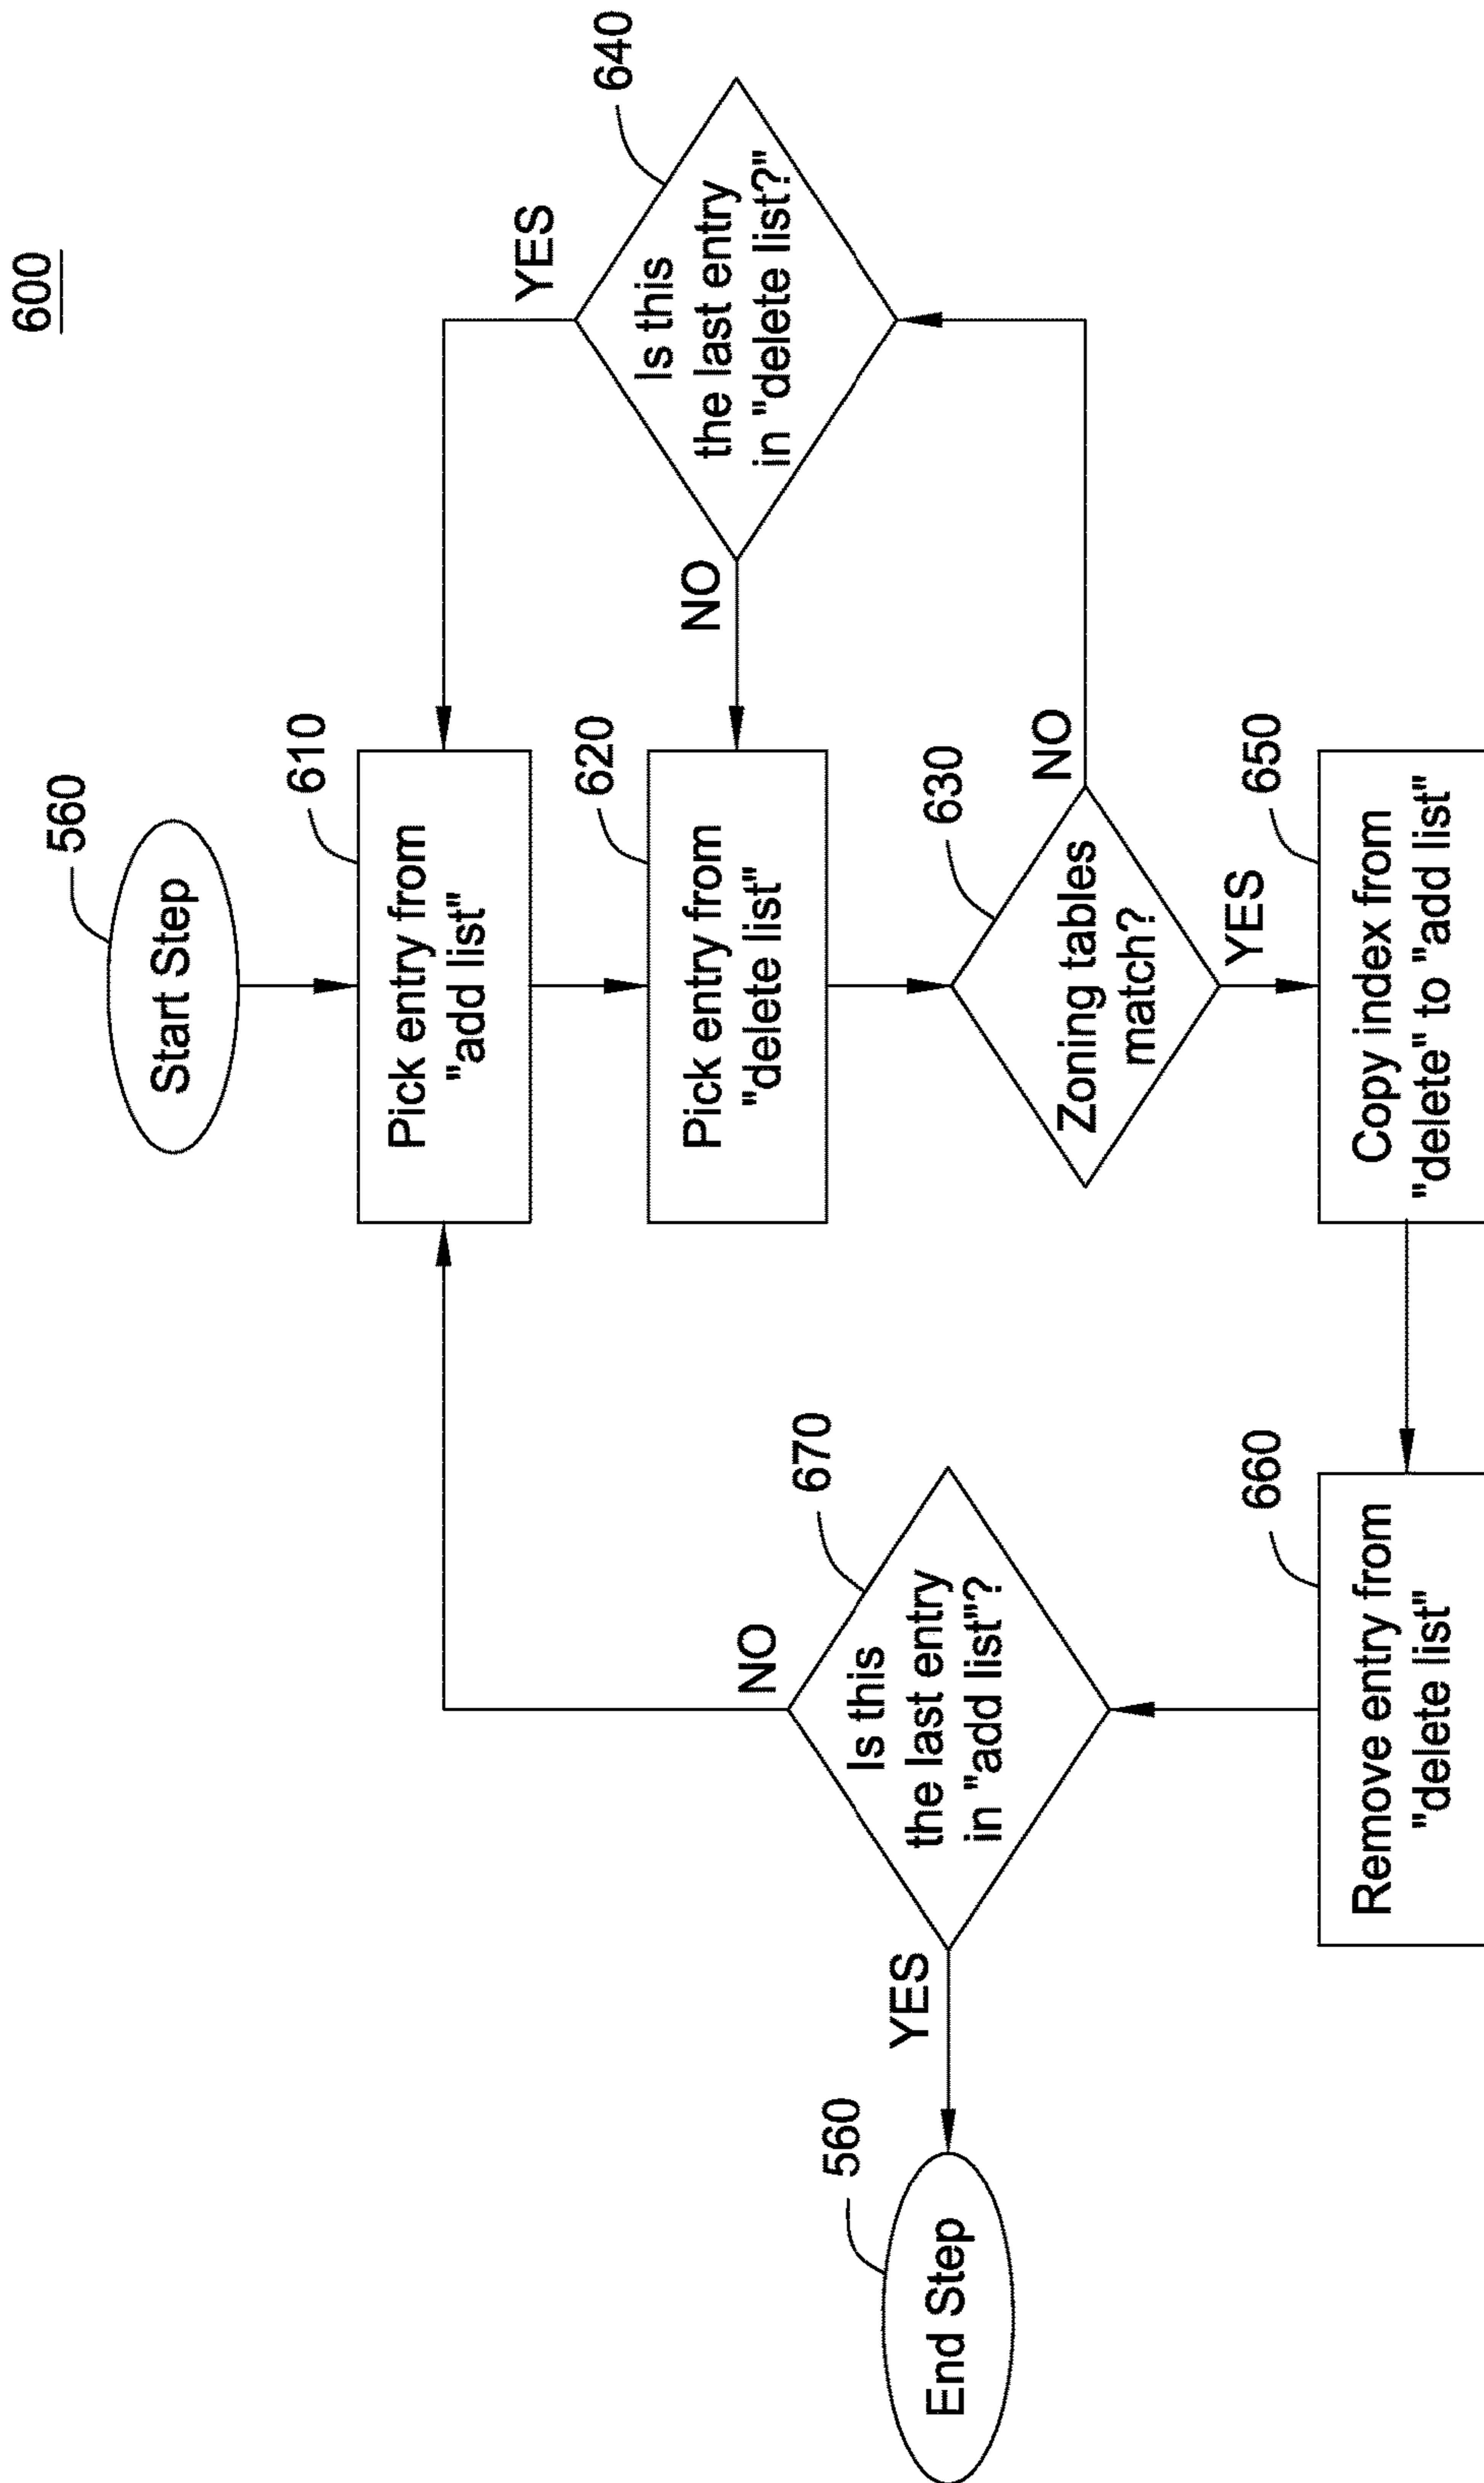 600
560
Start Step
610
Pick entry from
"add list"
620
Pick entry from
"delete list"
630
Zoning tables
match?
NO
YES
640
Is this
the last entry
in "delete list?"
YES
NO
650
Copy index from
"delete" to "add list"
660
Remove entry from
"delete list"
670
Is this
the last entry
in "add list"?
NO
YES
560
End Step